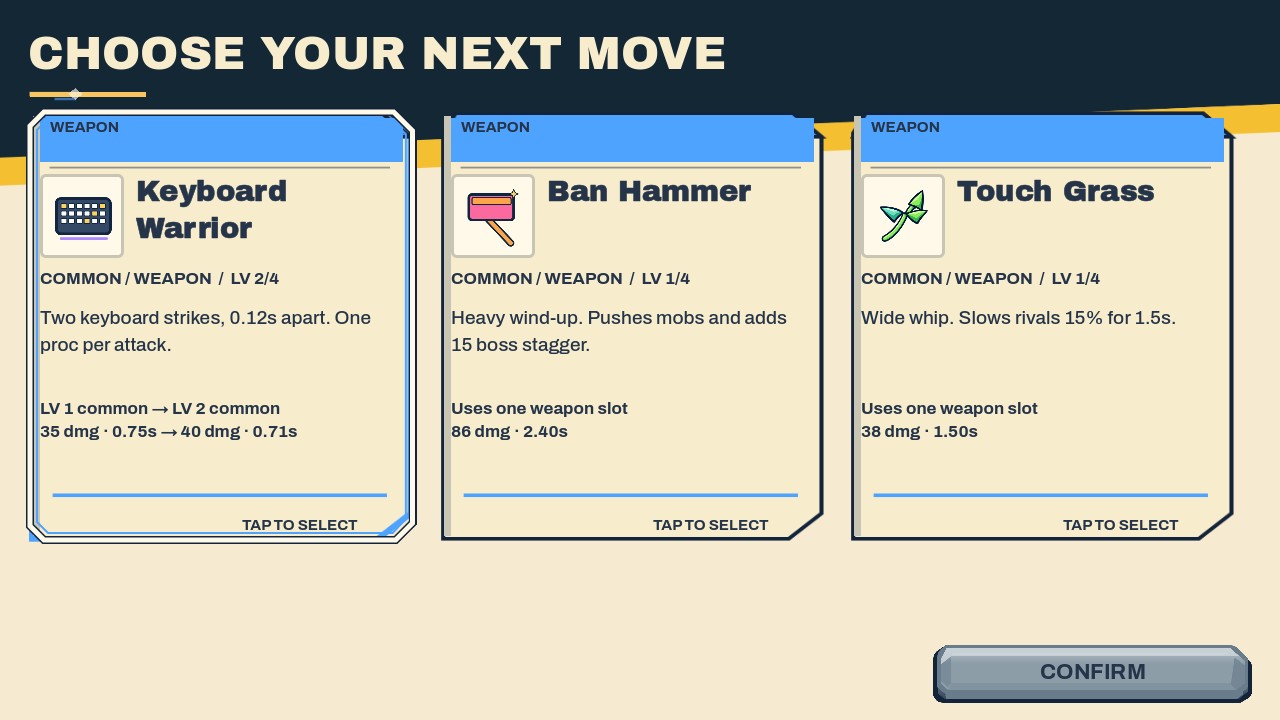 CHOOSE YOUR NEXT MOVE
WEAPON
Keyboard
Warrior
COMMON / WEAPON / LV 2/4
Two keyboard strikes, 0.12s apart. One
proc per attack.
LV 1 common → LV 2 common
35 dmg · 0.75s → 40 dmg · 0.71s
TAP TO SELECT
WEAPON
Ban Hammer
COMMON / WEAPON / LV 1/4
Heavy wind-up. Pushes mobs and adds
15 boss stagger.
Uses one weapon slot
86 dmg · 2.40s
TAP TO SELECT
WEAPON
Touch Grass
COMMON / WEAPON / LV 1/4
Wide whip. Slows rivals 15% for 1.5s.
Uses one weapon slot
38 dmg · 1.50s
TAP TO SELECT
CONFIRM